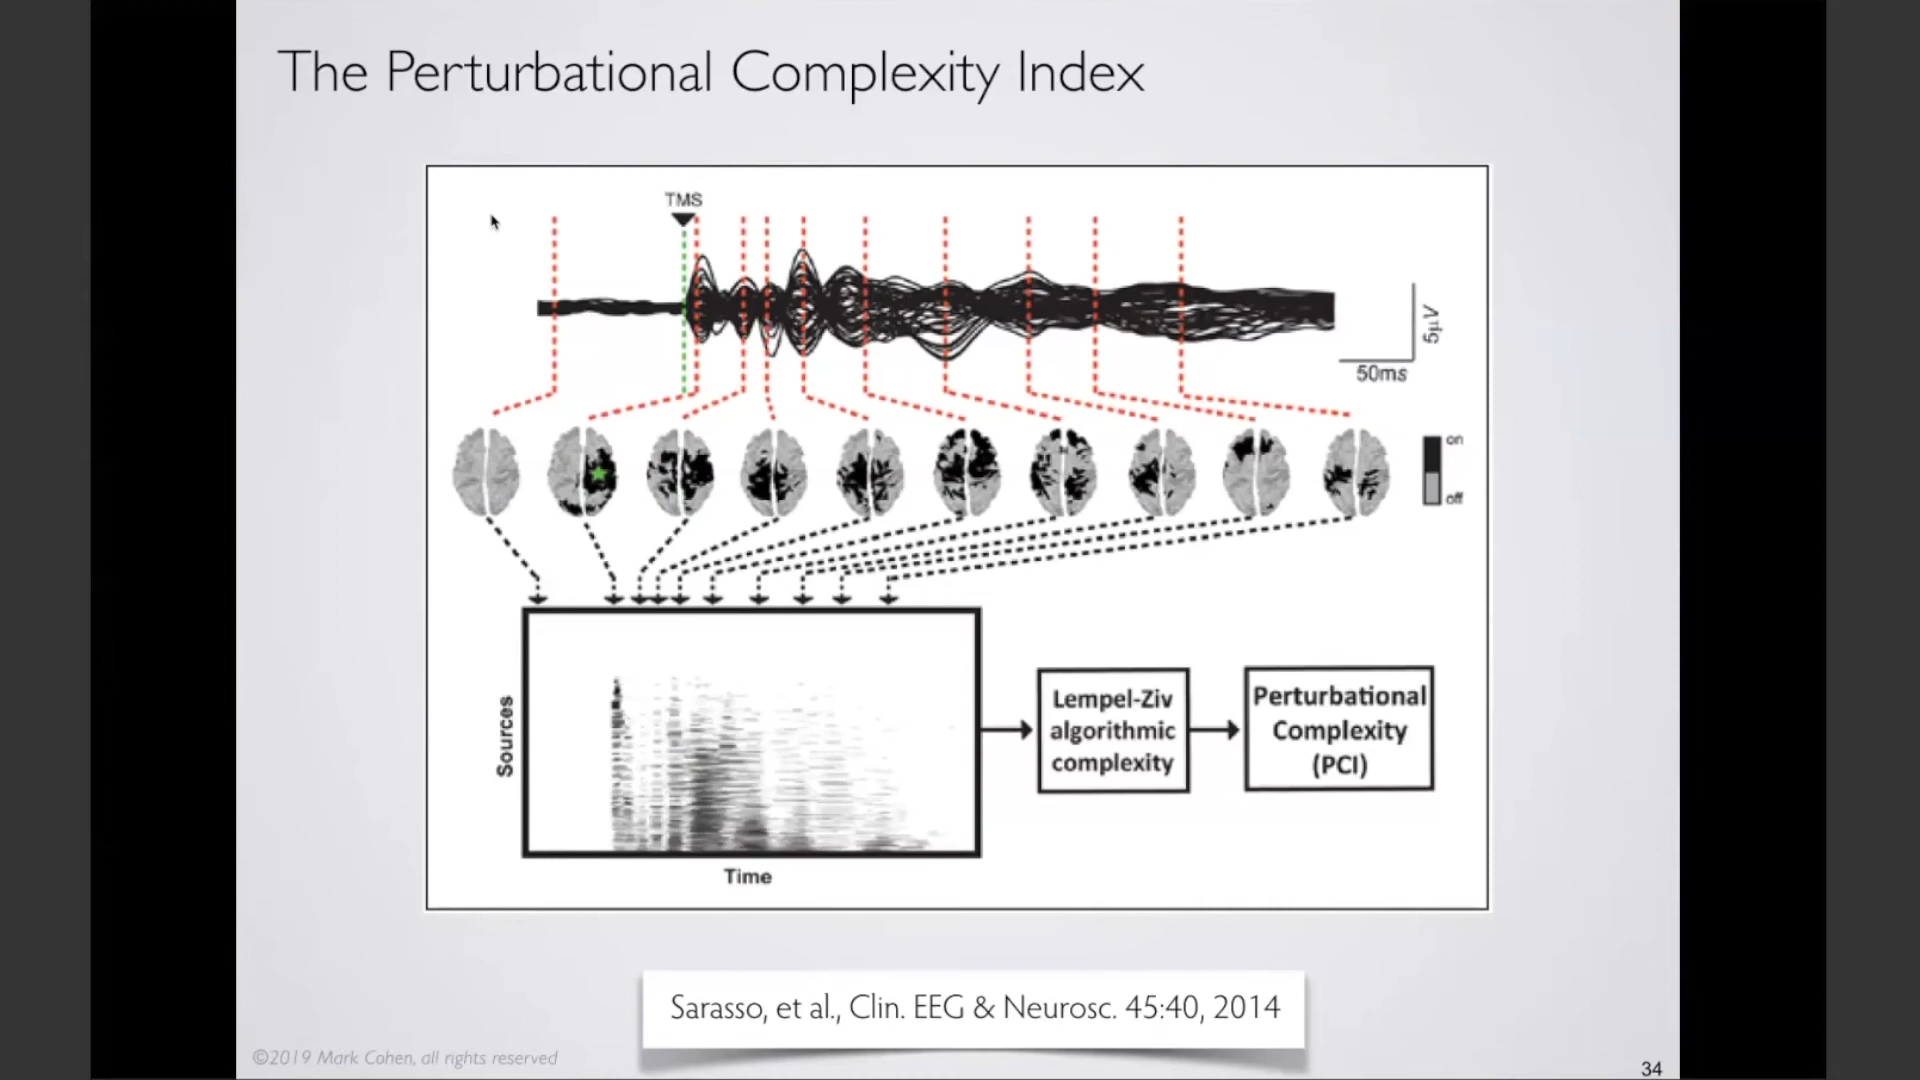 The Perturbational Complexity Index
TMS
5µV
50ms
on
off
Sources
Time
Lempel-Ziv
algorithmic
complexity
Perturbational
Complexity
(PCI)
Sarasso, et al., Clin. EEG & Neurosc. 45:40, 2014
©2019 Mark Cohen, all rights reserved
34